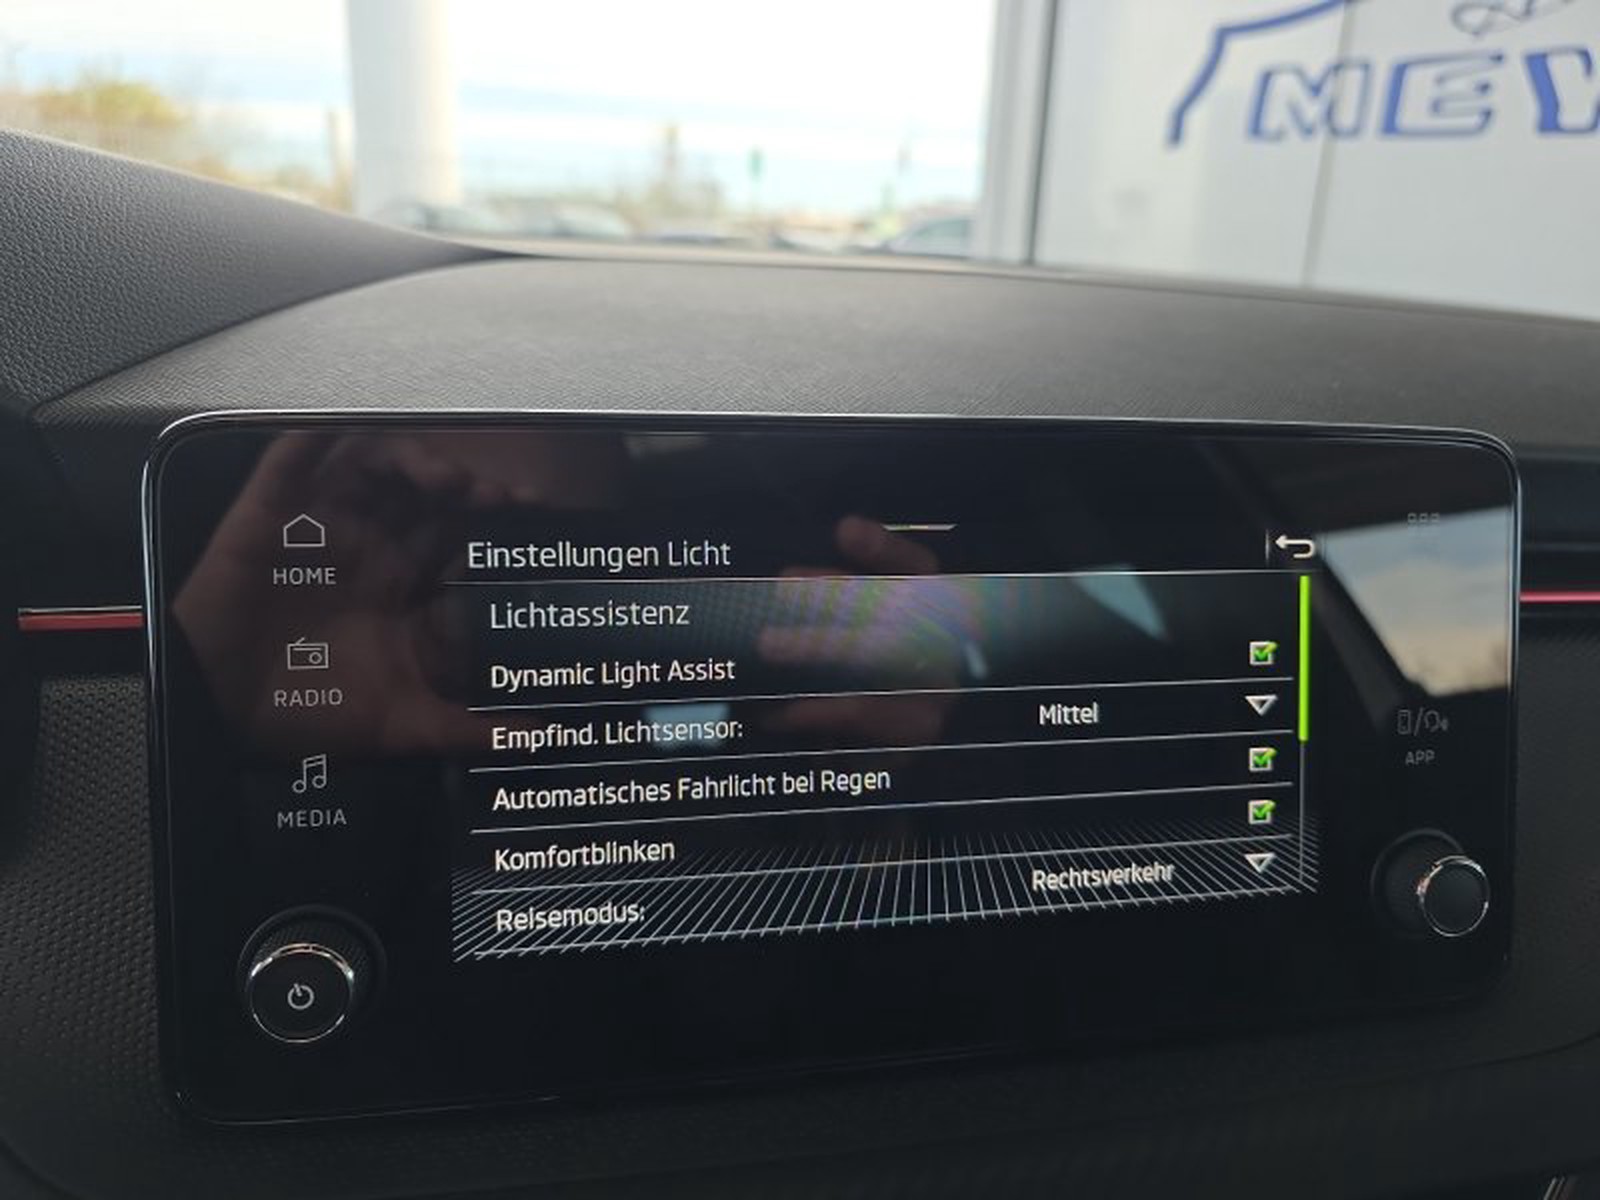 MEY
HOME
RADIO
MEDIA
Einstellungen Licht
Lichtassistenz
Dynamic Light Assist
Empfind. Lichtsensor: Mittel
Automatisches Fahrlicht bei Regen
Komfortblinken
Reisemodus: Rechtsverkehr
APP